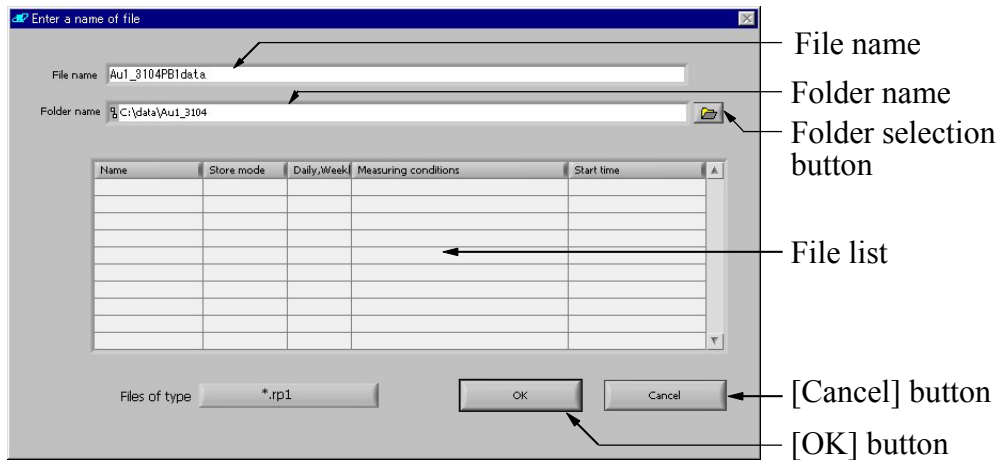 Enter a name of file
File name
File name Au1_3104PB1data
Folder name
Folder name C:\data\Au1_3104
Folder selection
button
Name Store mode Daily,Weekl Measuring conditions Start time
File list
Files of type *.rp1 OK Cancel
[Cancel] button
[OK] button